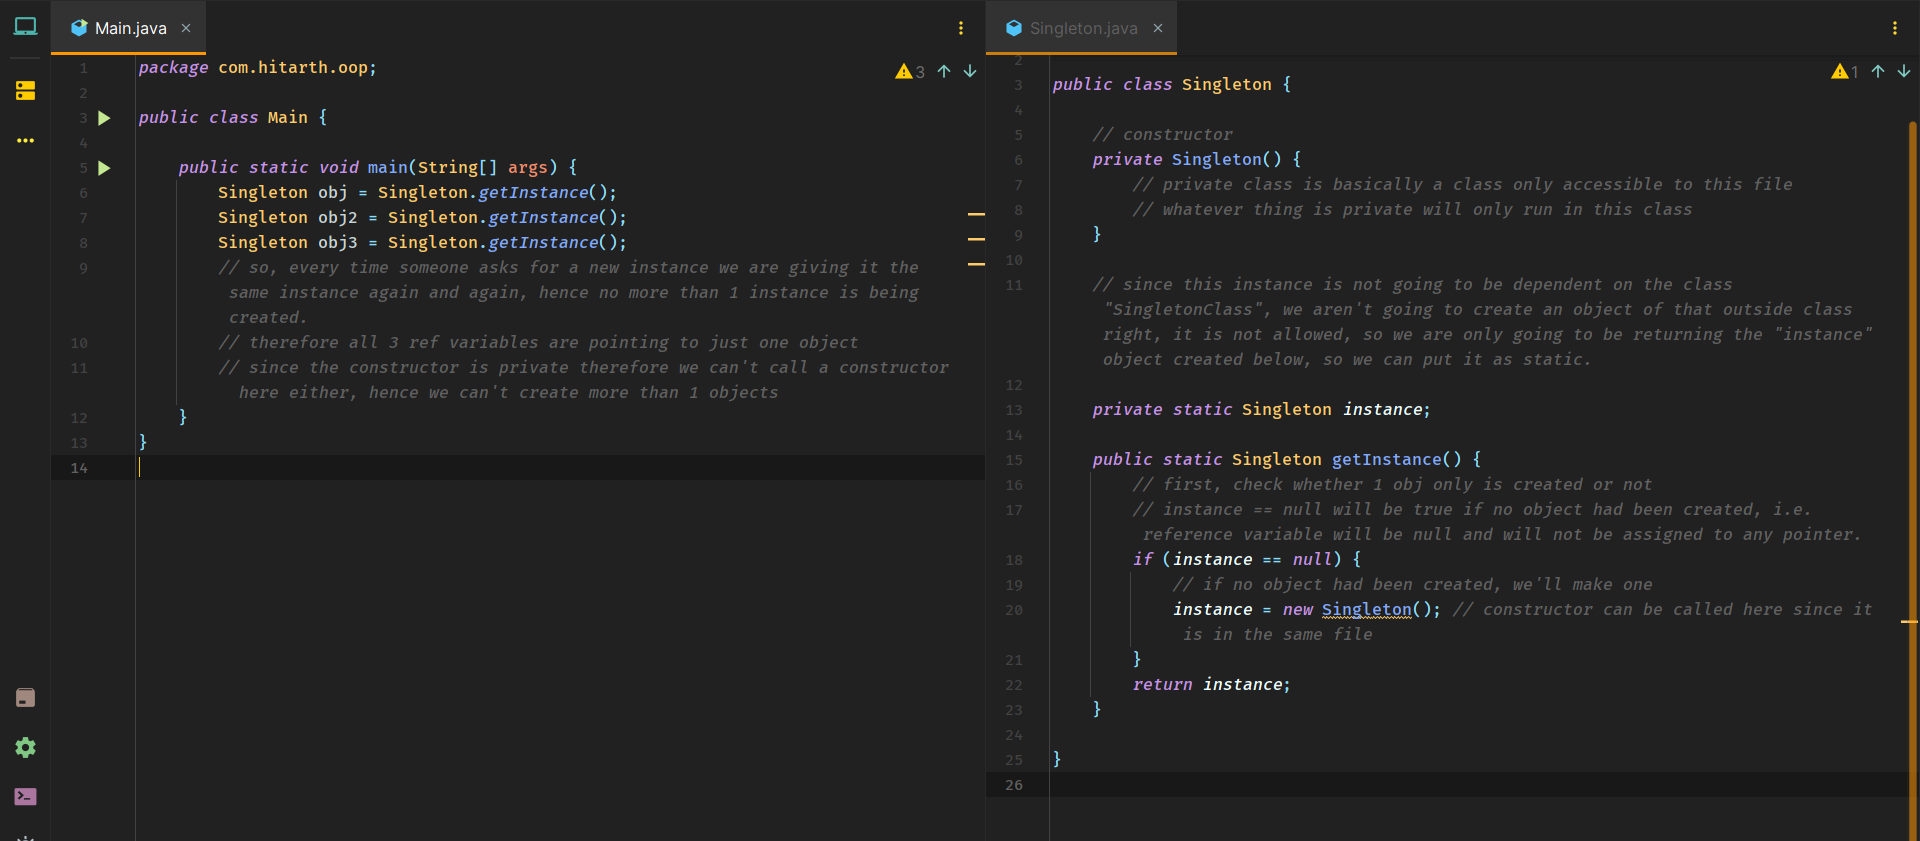 Main.java
3
1 package com.hitarth.oop;
2
3 public class Main {
4
5 public static void main(String[] args) {
6 Singleton obj = Singleton.getInstance();
7 Singleton obj2 = Singleton.getInstance();
8 Singleton obj3 = Singleton.getInstance();
9 // so, every time someone asks for a new instance we are giving it the
same instance again and again, hence no more than 1 instance is being
created.
10 // therefore all 3 ref variables are pointing to just one object
11 // since the constructor is private therefore we can't call a constructor
here either, hence we can't create more than 1 objects
12 }
13 }
14
Singleton.java
1
2
3 public class Singleton {
4
5 // constructor
6 private Singleton() {
7 // private class is basically a class only accessible to this file
8 // whatever thing is private will only run in this class
9 }
10
11 // since this instance is not going to be dependent on the class
"SingletonClass", we aren't going to create an object of that outside class
right, it is not allowed, so we are only going to be returning the "instance"
object created below, so we can put it as static.
12
13 private static Singleton instance;
14
15 public static Singleton getInstance() {
16 // first, check whether 1 obj only is created or not
17 // instance == null will be true if no object had been created, i.e.
reference variable will be null and will not be assigned to any pointer.
18 if (instance == null) {
19 // if no object had been created, we'll make one
20 instance = new Singleton(); // constructor can be called here since it
is in the same file
21 }
22 return instance;
23 }
24
25 }
26